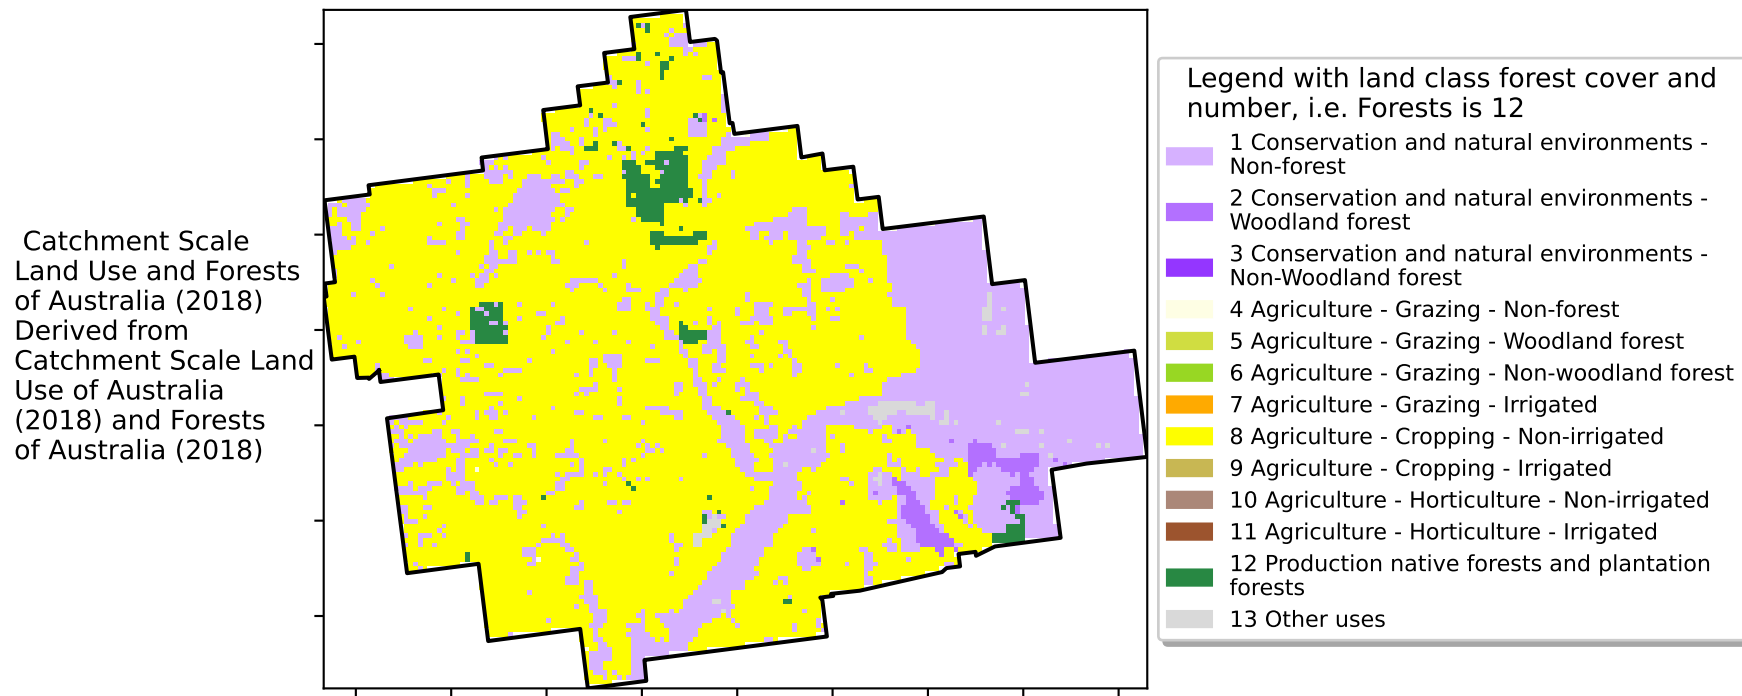 Catchment Scale
Land Use and Forests
of Australia (2018)
Derived from
Catchment Scale Land
Use of Australia
(2018) and Forests
of Australia (2018)
Legend with land class forest cover and
number, i.e. Forests is 12
1 Conservation and natural environments -
Non-forest
2 Conservation and natural environments -
Woodland forest
3 Conservation and natural environments -
Non-Woodland forest
4 Agriculture - Grazing - Non-forest
5 Agriculture - Grazing - Woodland forest
6 Agriculture - Grazing - Non-woodland forest
7 Agriculture - Grazing - Irrigated
8 Agriculture - Cropping - Non-irrigated
9 Agriculture - Cropping - Irrigated
10 Agriculture - Horticulture - Non-irrigated
11 Agriculture - Horticulture - Irrigated
12 Production native forests and plantation
forests
13 Other uses